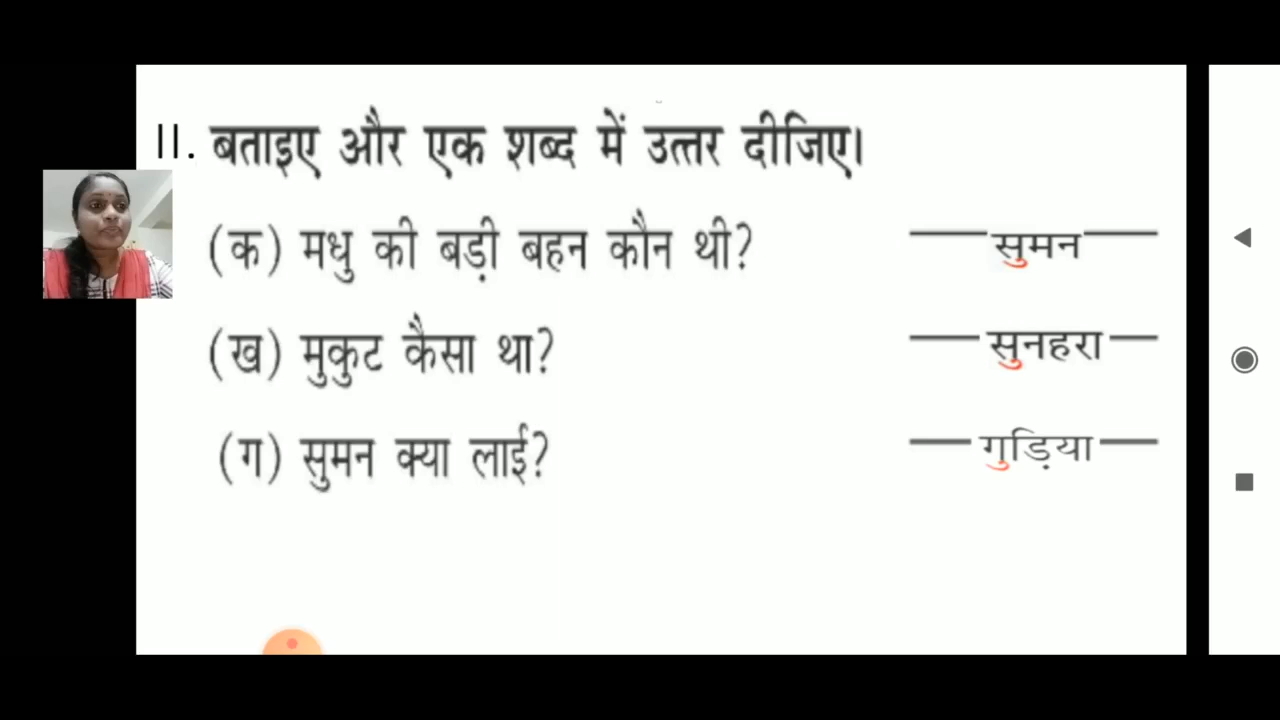 II. बताइए और एक शब्द में उत्तर दीजिए।
(क) मधु की बड़ी बहन कौन थी? सुमन
(ख) मुकुट कैसा था? सुनहरा
(ग) सुमन क्या लाई? गुड़िया